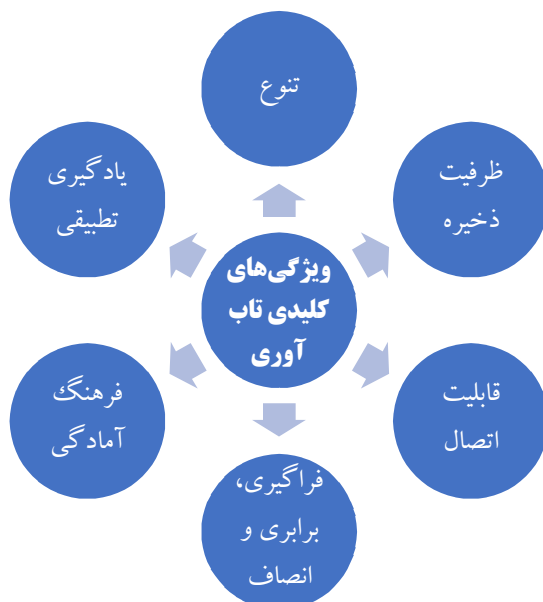 تنوع
ظرفیت
ذخیره
قابلیت
اتصال
فراگیری،
برابری و
انصاف
فرهنگ
آمادگی
یادگیری
تطبیقی
ویژگی‌های
کلیدی تاب
آوری